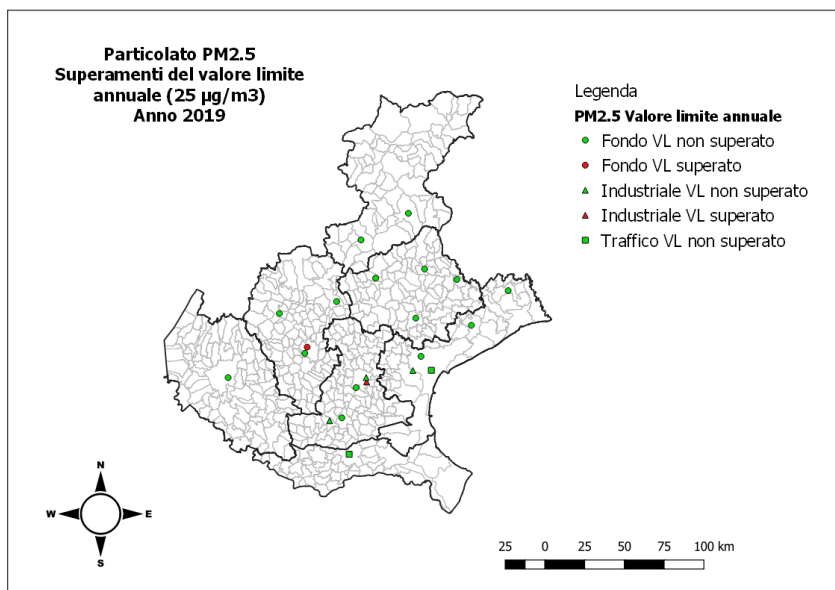 Particolato PM2.5
Superamenti del valore limite
annuale (25 µg/m3)
Anno 2019
Legenda
PM2.5 Valore limite annuale
Fondo VL non superato
Fondo VL superato
Industriale VL non superato
Industriale VL superato
Traffico VL non superato
N
W
E
S
25 0 25 50 75 100 km